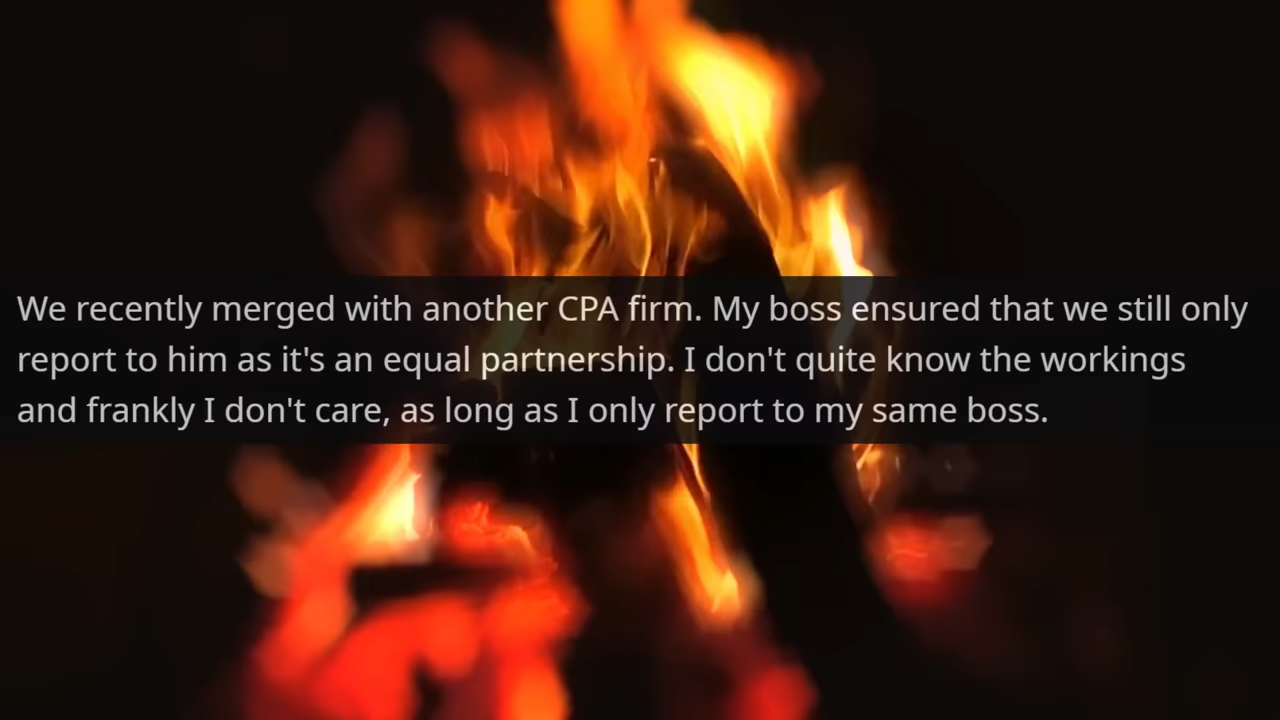 We recently merged with another CPA firm. My boss ensured that we still only
report to him as it's an equal partnership. I don't quite know the workings
and frankly I don't care, as long as I only report to my same boss.